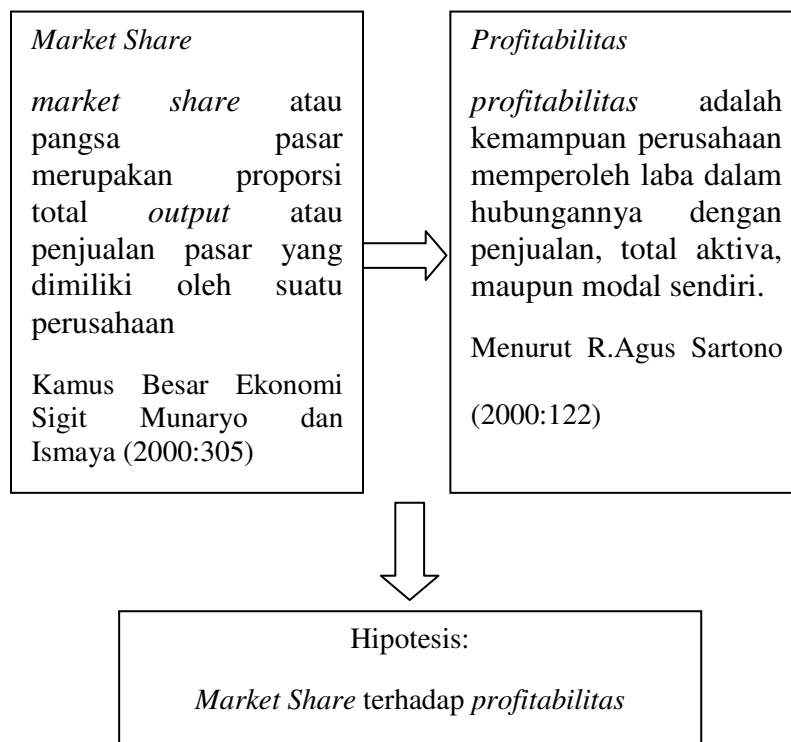 Market Share
market share atau
pangsa pasar
merupakan proporsi
total output atau
penjualan pasar yang
dimiliki oleh suatu
perusahaan
Kamus Besar Ekonomi
Sigit Munaryo dan
Ismaya (2000:305)
Profitabilitas
profitabilitas adalah
kemampuan perusahaan
memperoleh laba dalam
hubungannya dengan
penjualan, total aktiva,
maupun modal sendiri.
Menurut R.Agus Sartono
(2000:122)
Hipotesis:
Market Share terhadap profitabilitas